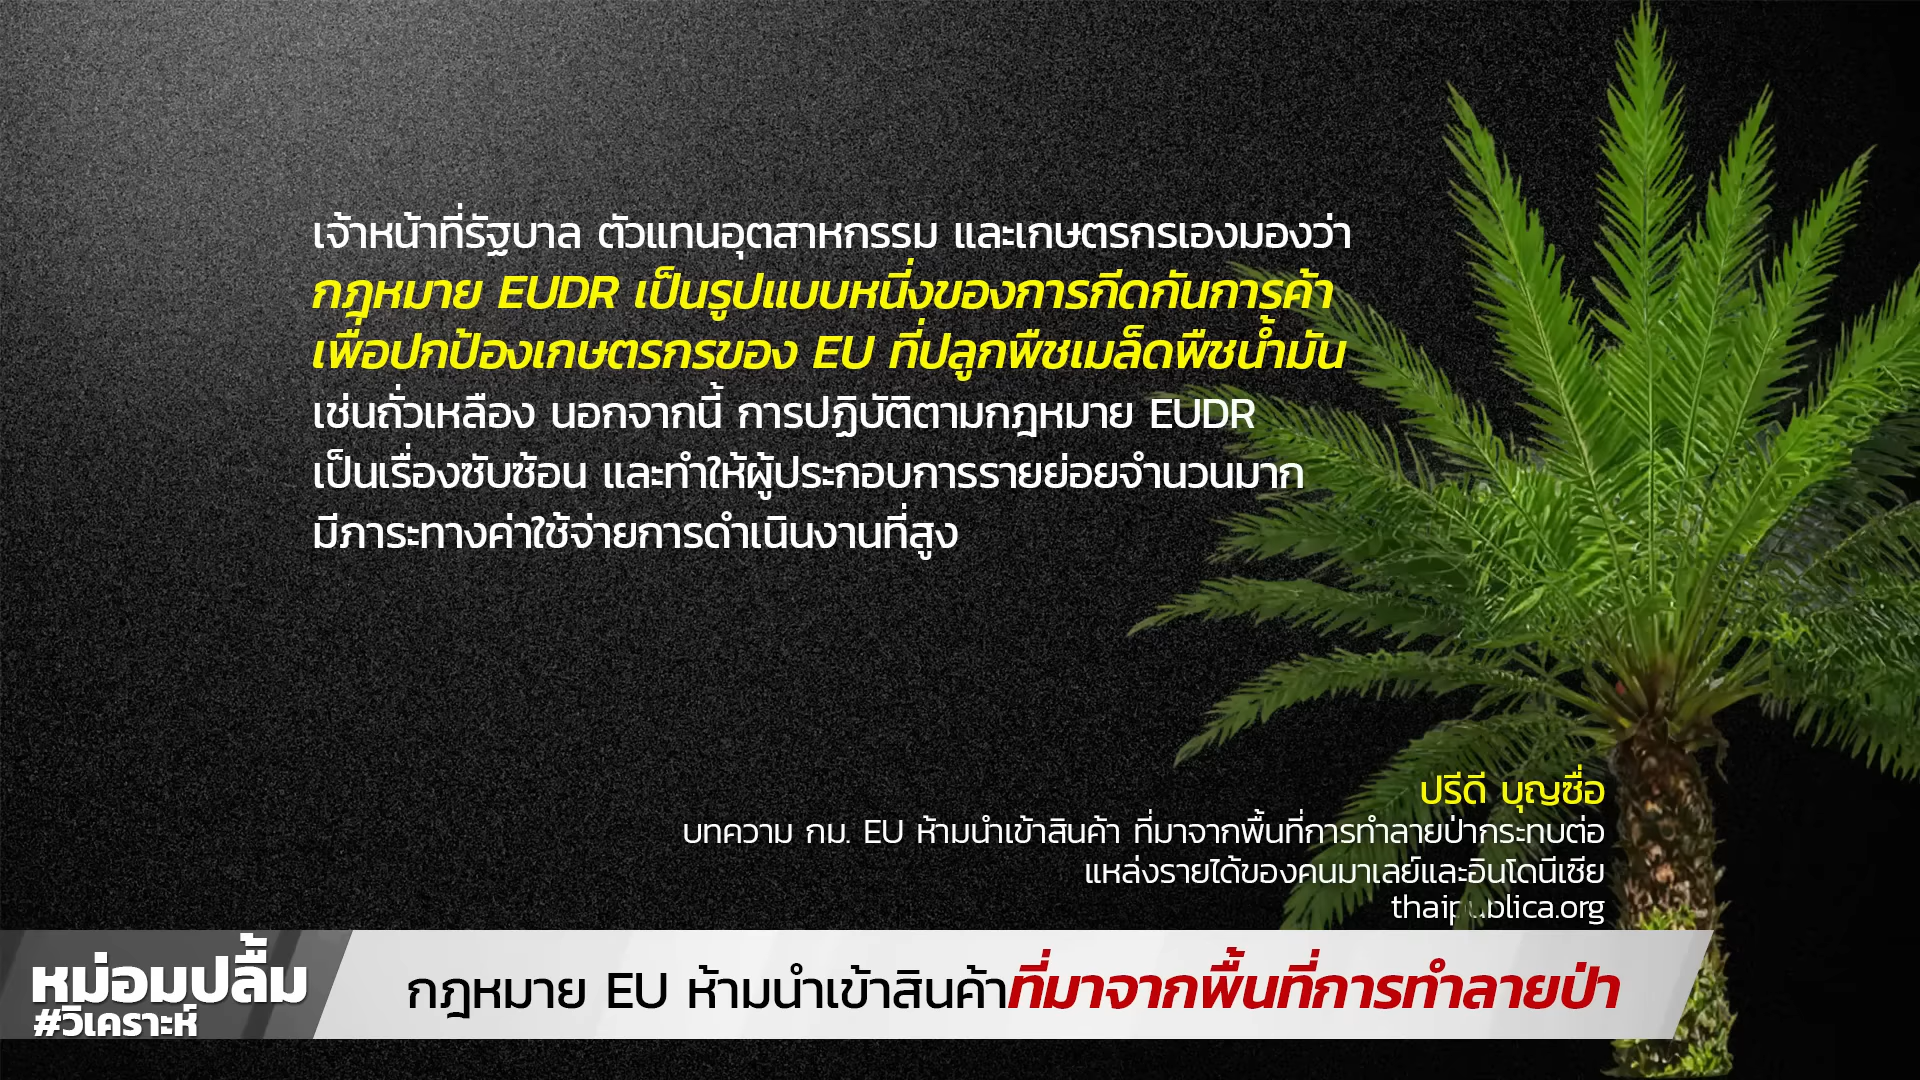 เจ้าหน้าที่รัฐบาล ตัวแทนอุตสาหกรรม และเกษตรกรเองมองว่า
กฎหมาย EUDR เป็นรูปแบบหนึ่งของการกีดกันการค้า
เพื่อปกป้องเกษตรกรของ EU ที่ปลูกพืชเมล็ดพืชน้ำมัน
เช่นถั่วเหลือง นอกจากนี้ การปฏิบัติตามกฎหมาย EUDR
เป็นเรื่องซับซ้อน และทำให้ผู้ประกอบการรายย่อยจำนวนมาก
มีภาระทางค่าใช้จ่ายการดำเนินงานที่สูง
ปรีดี บุญซื่อ
บทความ กม. EU ห้ามนำเข้าสินค้า ที่มาจากพื้นที่การทำลายป่ากระทบต่อ
แหล่งรายได้ของคนมาเลย์และอินโดนีเซีย
thaipublica.org
หม่อมปลื้ม
#วิเคราะห์
กฎหมาย EU ห้ามนำเข้าสินค้าที่มาจากพื้นที่การทำลายป่า